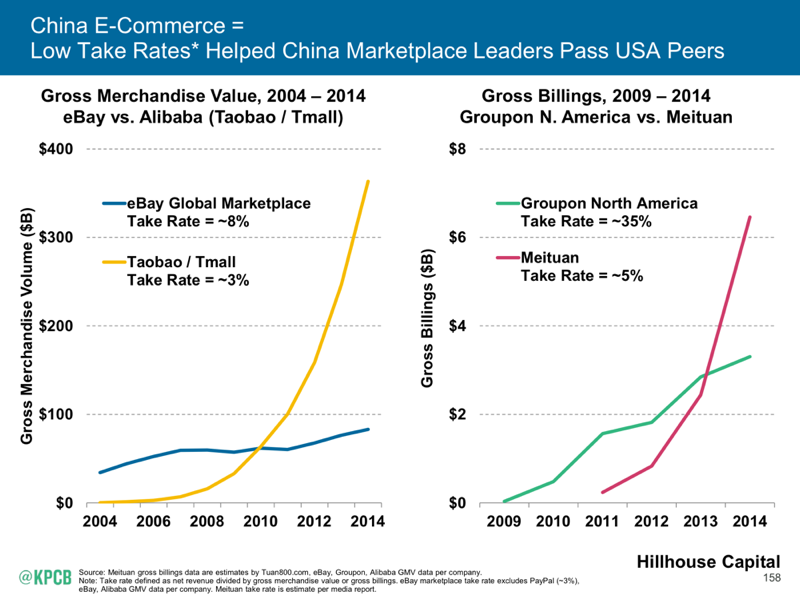 China E-Commerce =
Low Take Rates* Helped China Marketplace Leaders Pass USA Peers
Gross Merchandise Value, 2004 – 2014
eBay vs. Alibaba (Taobao / Tmall)
Gross Merchandise Volume ($B)
$400
$300
$200
$100
$0
eBay Global Marketplace
Take Rate = ~8%
Taobao / Tmall
Take Rate = ~3%
2004 2006 2008 2010 2012 2014
Gross Billings, 2009 – 2014
Groupon N. America vs. Meituan
Gross Billings ($B)
$8
$6
$4
$2
$0
Groupon North America
Take Rate = ~35%
Meituan
Take Rate = ~5%
2009 2010 2011 2012 2013 2014
Hillhouse Capital
@KPCB
Source: Meituan gross billings data are estimates by Tuan800.com, eBay, Groupon, Alibaba GMV data per company.
Note: Take rate defined as net revenue divided by gross merchandise value or gross billings. eBay marketplace take rate excludes PayPal (~3%),
eBay, Alibaba GMV data per company. Meituan take rate is estimate per media report.
158